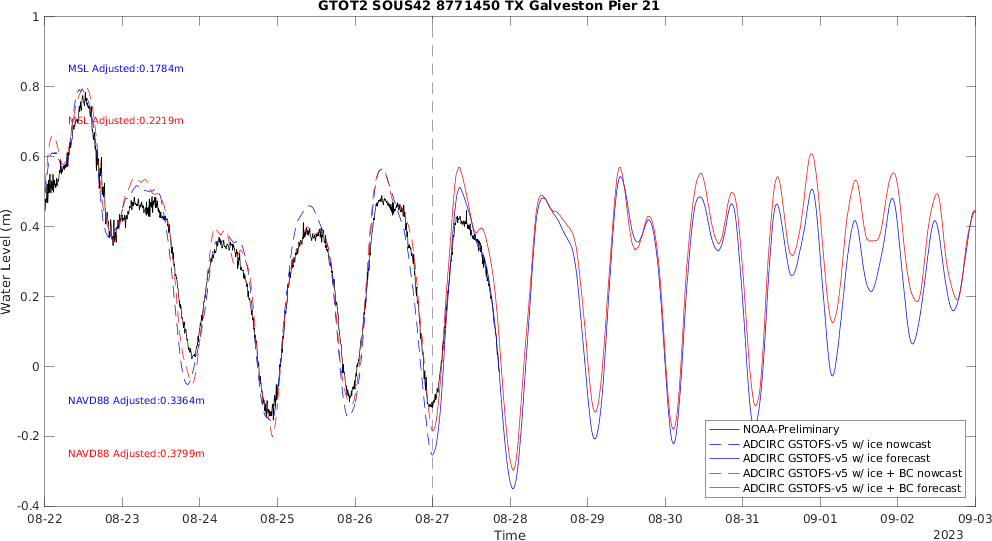 GTOT2 SOUS42 8771450 TX Galveston Pier 21
Water Level (m)
1
0.8
0.6
0.4
0.2
0
-0.2
-0.4
MSL Adjusted:0.1784m
MSL Adjusted:0.2219m
NAVD88 Adjusted:0.3364m
NAVD88 Adjusted:0.3799m
NOAA-Preliminary
ADCIRC GSTOFS-v5 w/ ice nowcast
ADCIRC GSTOFS-v5 w/ ice forecast
ADCIRC GSTOFS-v5 w/ ice + BC nowcast
ADCIRC GSTOFS-v5 w/ ice + BC forecast
08-22 08-23 08-24 08-25 08-26 08-27 08-28 08-29 08-30 08-31 09-01 09-02 09-03
Time
2023